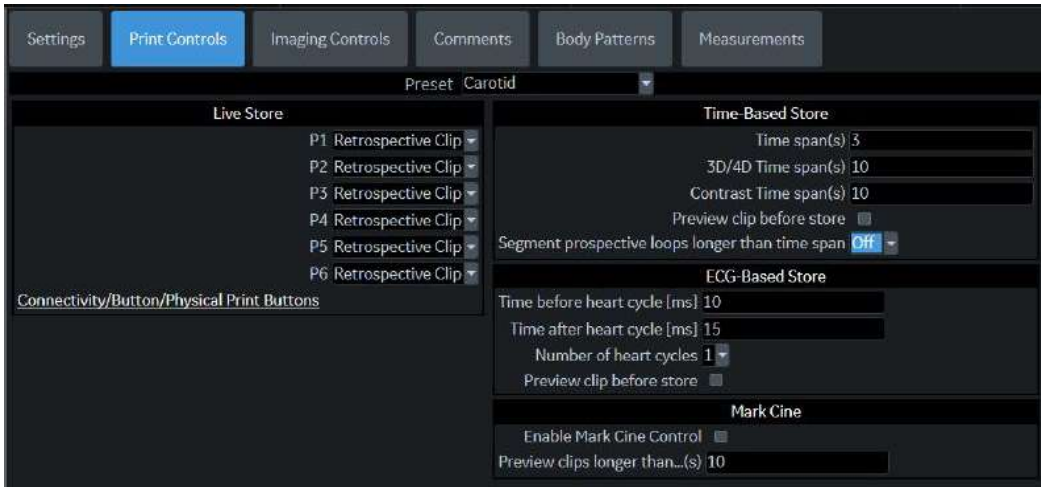 Settings
Print Controls
Imaging Controls
Comments
Body Patterns
Measurements
Preset Carotid
Live Store
P1 Retrospective Clip
P2 Retrospective Clip
P3 Retrospective Clip
P4 Retrospective Clip
P5 Retrospective Clip
P6 Retrospective Clip
Connectivity/Button/Physical Print Buttons
Time-Based Store
Time span(s) 3
3D/4D Time span(s) 10
Contrast Time span(s) 10
Preview clip before store
Segment prospective loops longer than time span Off
ECG-Based Store
Time before heart cycle [ms] 10
Time after heart cycle [ms] 15
Number of heart cycles 1
Preview clip before store
Mark Cine
Enable Mark Cine Control
Preview clips longer than...(s) 10